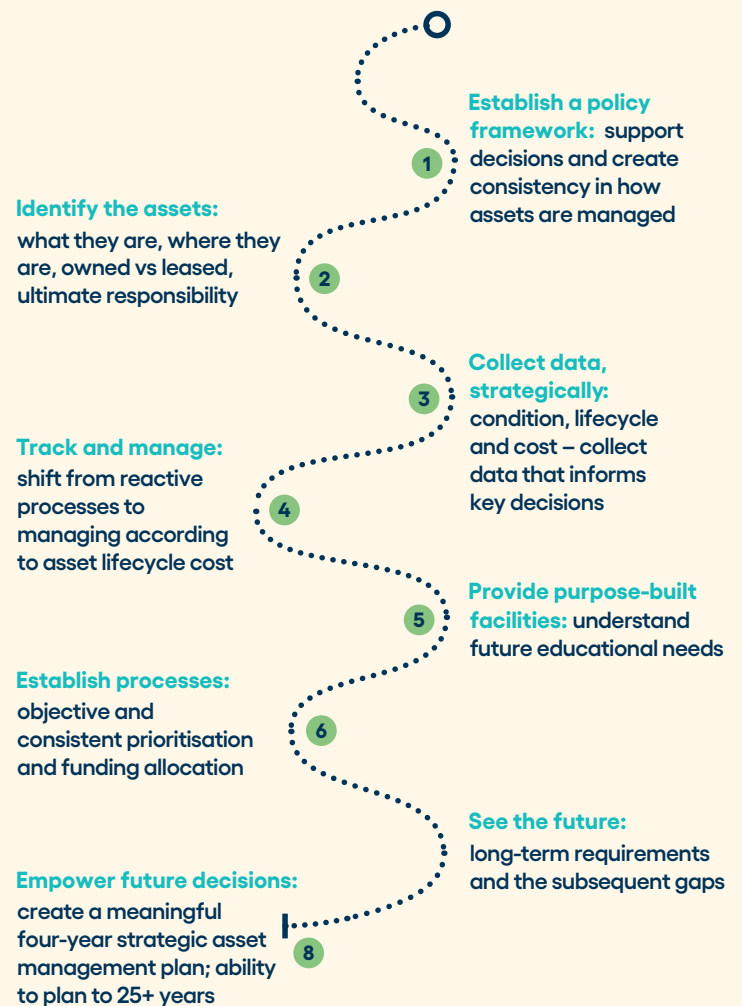 Establish a policy
framework: support
decisions and create
consistency in how
assets are managed
1
Identify the assets:
what they are, where they
are, owned vs leased,
ultimate responsibility
2
Collect data,
strategically:
condition, lifecycle
and cost – collect
data that informs
key decisions
3
Track and manage:
shift from reactive
processes to
managing according
to asset lifecycle cost
4
Provide purpose-built
facilities: understand
future educational needs
5
Establish processes:
objective and
consistent prioritisation
and funding allocation
6
See the future:
long-term requirements
and the subsequent gaps
Empower future decisions:
create a meaningful
four-year strategic asset
management plan; ability
to plan to 25+ years
8